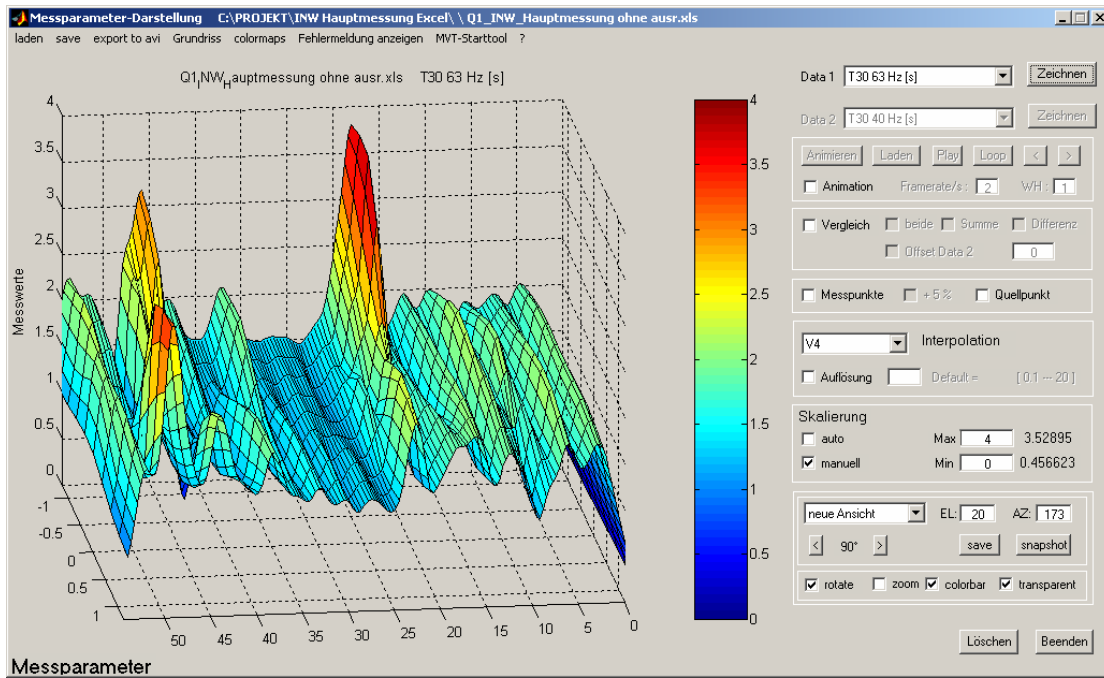 Messparameter-Darstellung C:\PROJEKT\INW Hauptmessung Excel\ \ Q1_INW_Hauptmessung ohne ausr.xls
laden save export to avi Grundriss colormaps Fehlermeldung anzeigen MVT-Starttool ?
Q1INWHauptmessung ohne ausr.xls T30 63 Hz [s]
Messwerte
4
3.5
3
2.5
2
1.5
1
0.5
0
-1
-0.5
0
0.5
1
50 45 40 35 30 25 20 15 10 5 0
4
3.5
3
2.5
2
1.5
1
0.5
0
Data 1 T30 63 Hz [s] Zeichnen
Data 2 T30 40 Hz [s] Zeichnen
Animieren Laden Play Loop < >
Animation Framerate/s : 2 WH : 1
Vergleich beide Summe Differenz
Offset Data 2 0
Messpunkte + 5 % Quellpunkt
V4 Interpolation
Auflösung Default = [ 0.1 --- 20 ]
Skalierung
auto Max 4 3.52895
manuell Min 0 0.456623
neue Ansicht EL: 20 AZ: 173
< 90° > save snapshot
rotate zoom colorbar transparent
Löschen Beenden
Messparameter